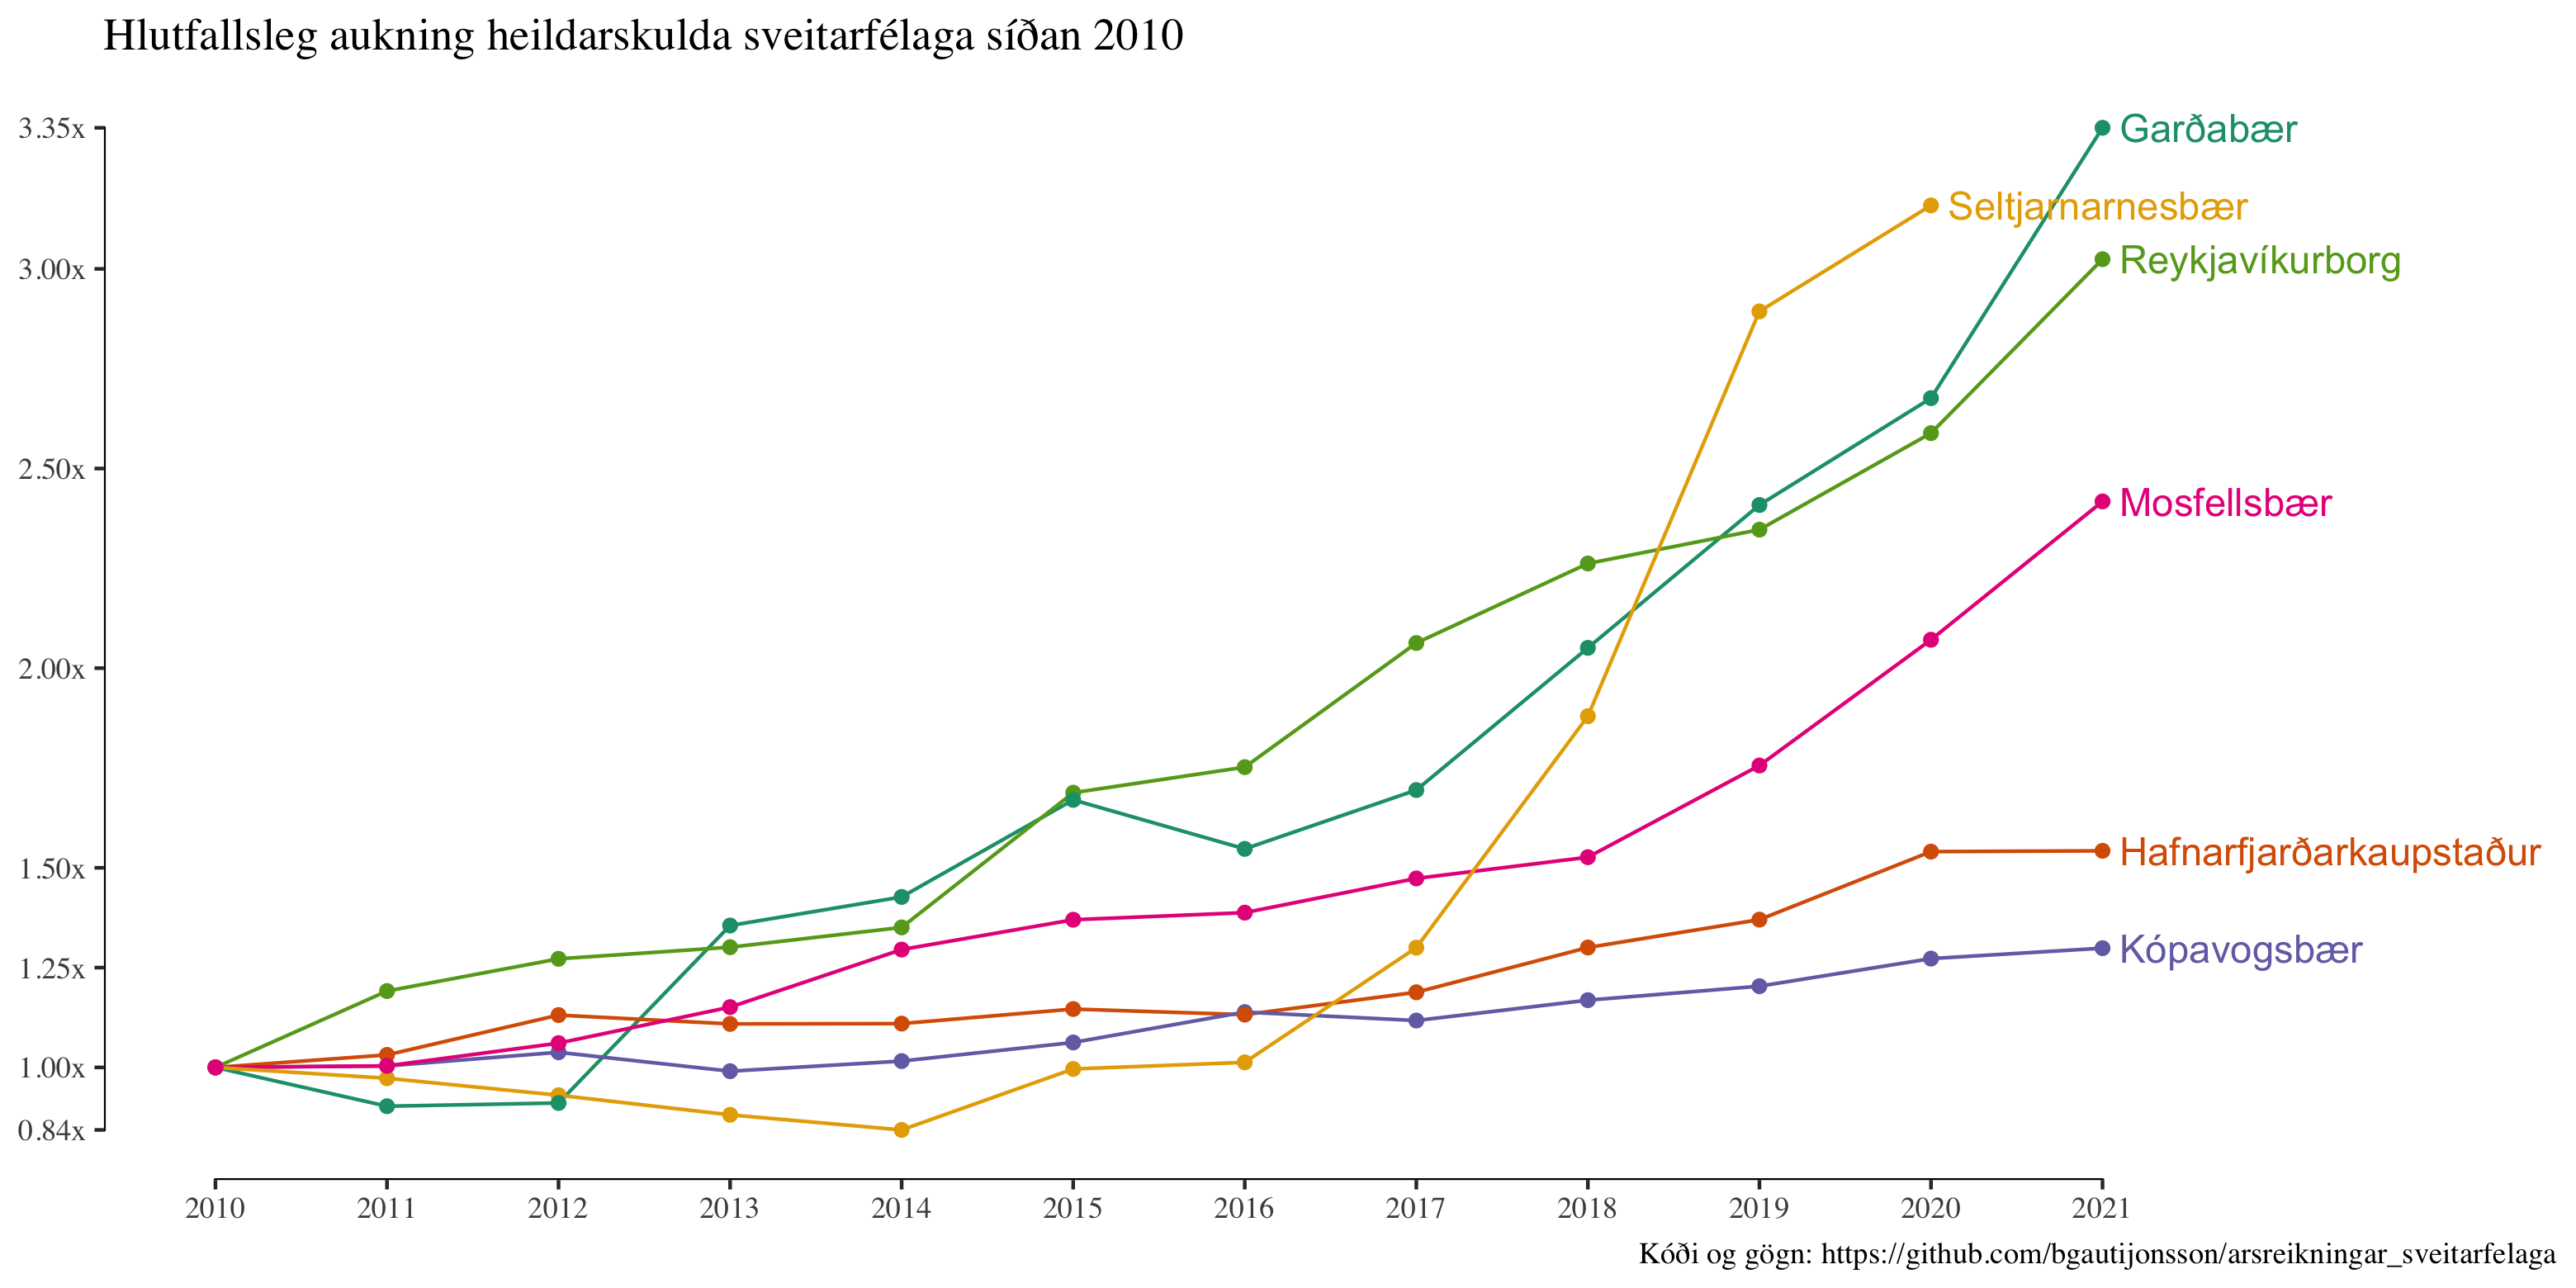 Hlutfallsleg aukning heildarskulda sveitarfélaga síðan 2010
3.35x
3.00x
2.50x
2.00x
1.50x
1.25x
1.00x
0.84x
Garðabær
Seltjarnarnesbær
Reykjavíkurborg
Mosfellsbær
Hafnarfjarðarkaupstaður
Kópavogsbær
2010 2011 2012 2013 2014 2015 2016 2017 2018 2019 2020 2021
Kóði og gögn: https://github.com/bgautijonsson/arsreikningar_sveitarfelaga